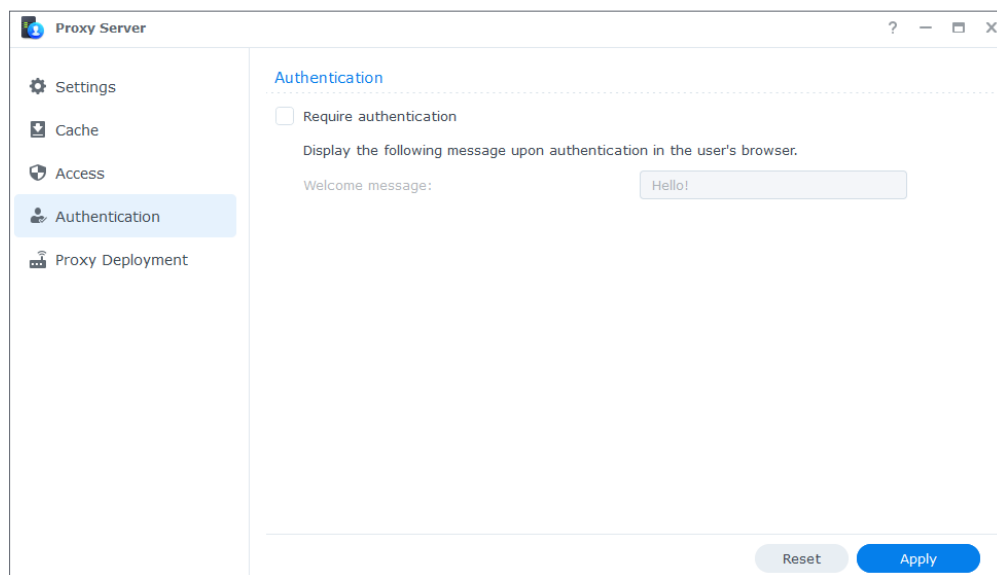 Proxy Server
?
Settings
Cache
Access
Authentication
Proxy Deployment
Authentication
Require authentication
Display the following message upon authentication in the user's browser.
Welcome message:
Hello!
Reset
Apply